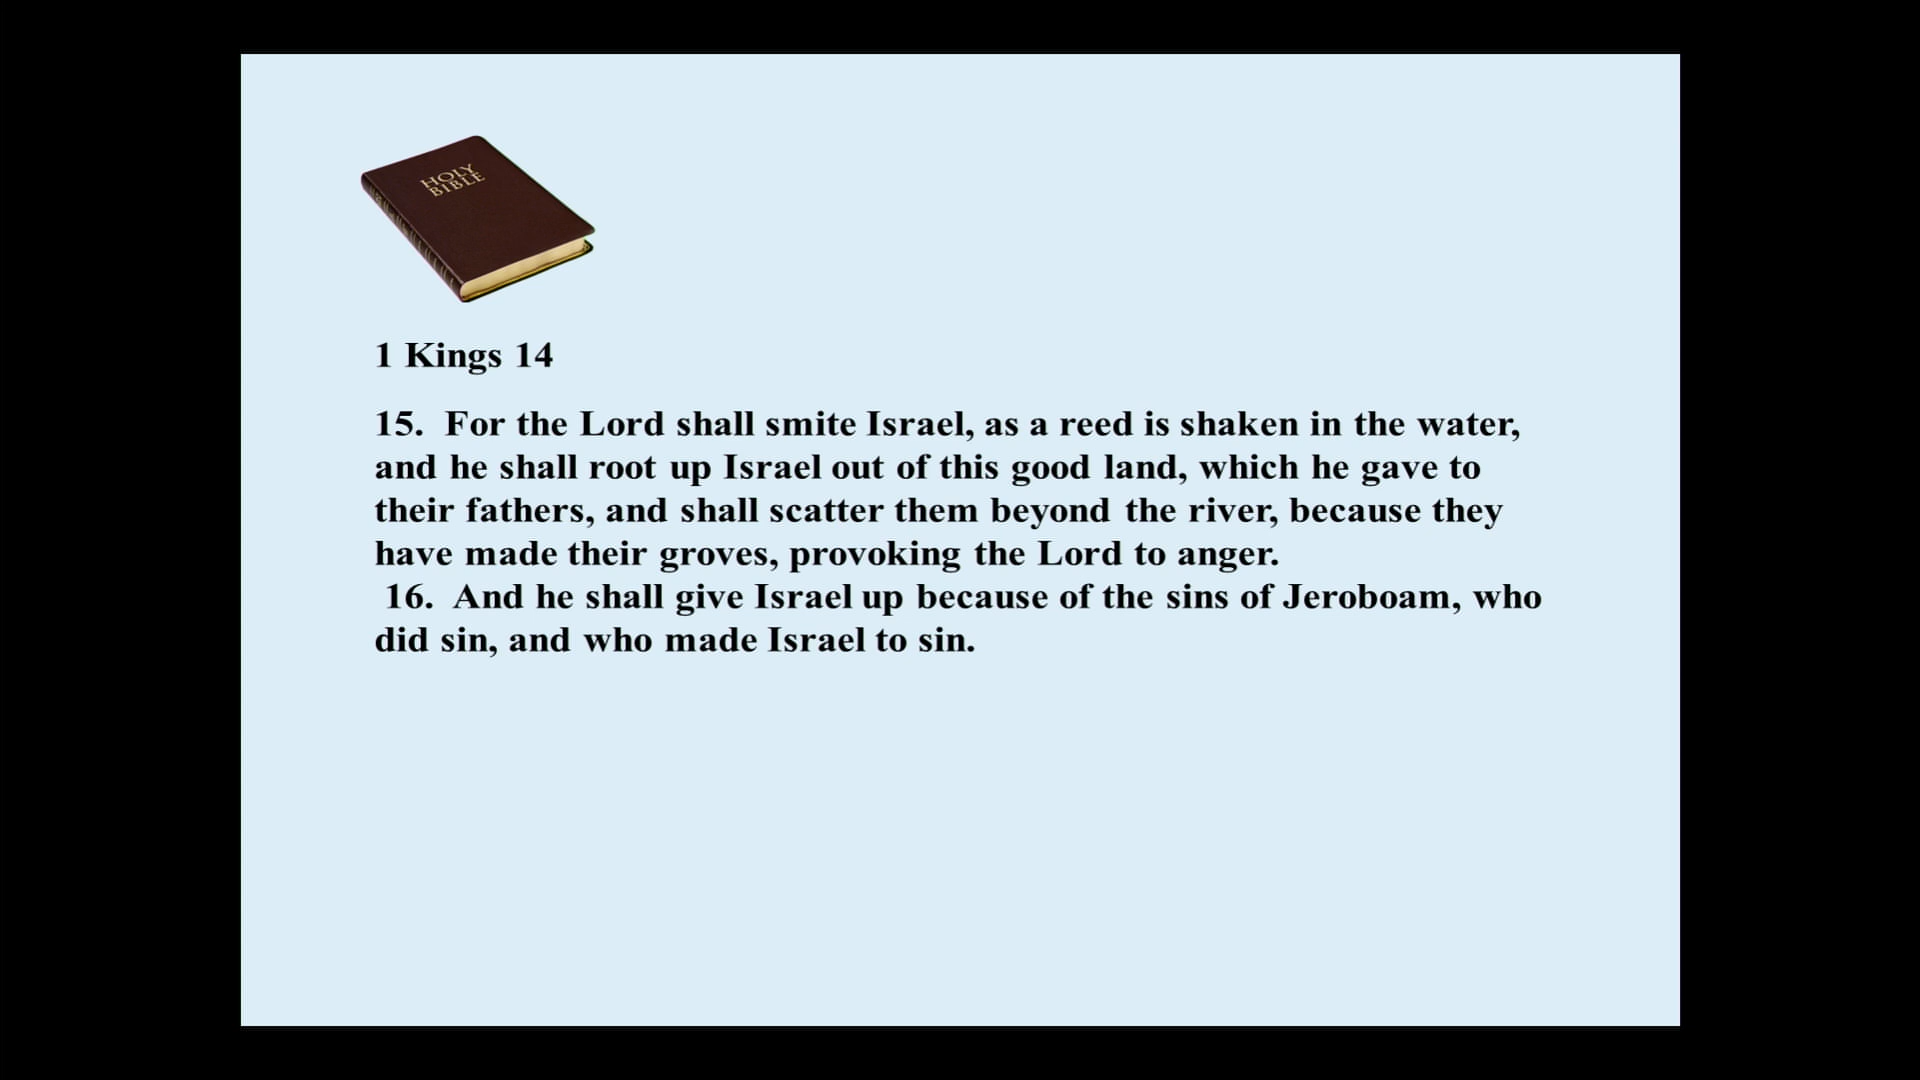 HOLY
BIBLE
1 Kings 14
15.  For the Lord shall smite Israel, as a reed is shaken in the water,
and he shall root up Israel out of this good land, which he gave to
their fathers, and shall scatter them beyond the river, because they
have made their groves, provoking the Lord to anger.
16.  And he shall give Israel up because of the sins of Jeroboam, who
did sin, and who made Israel to sin.